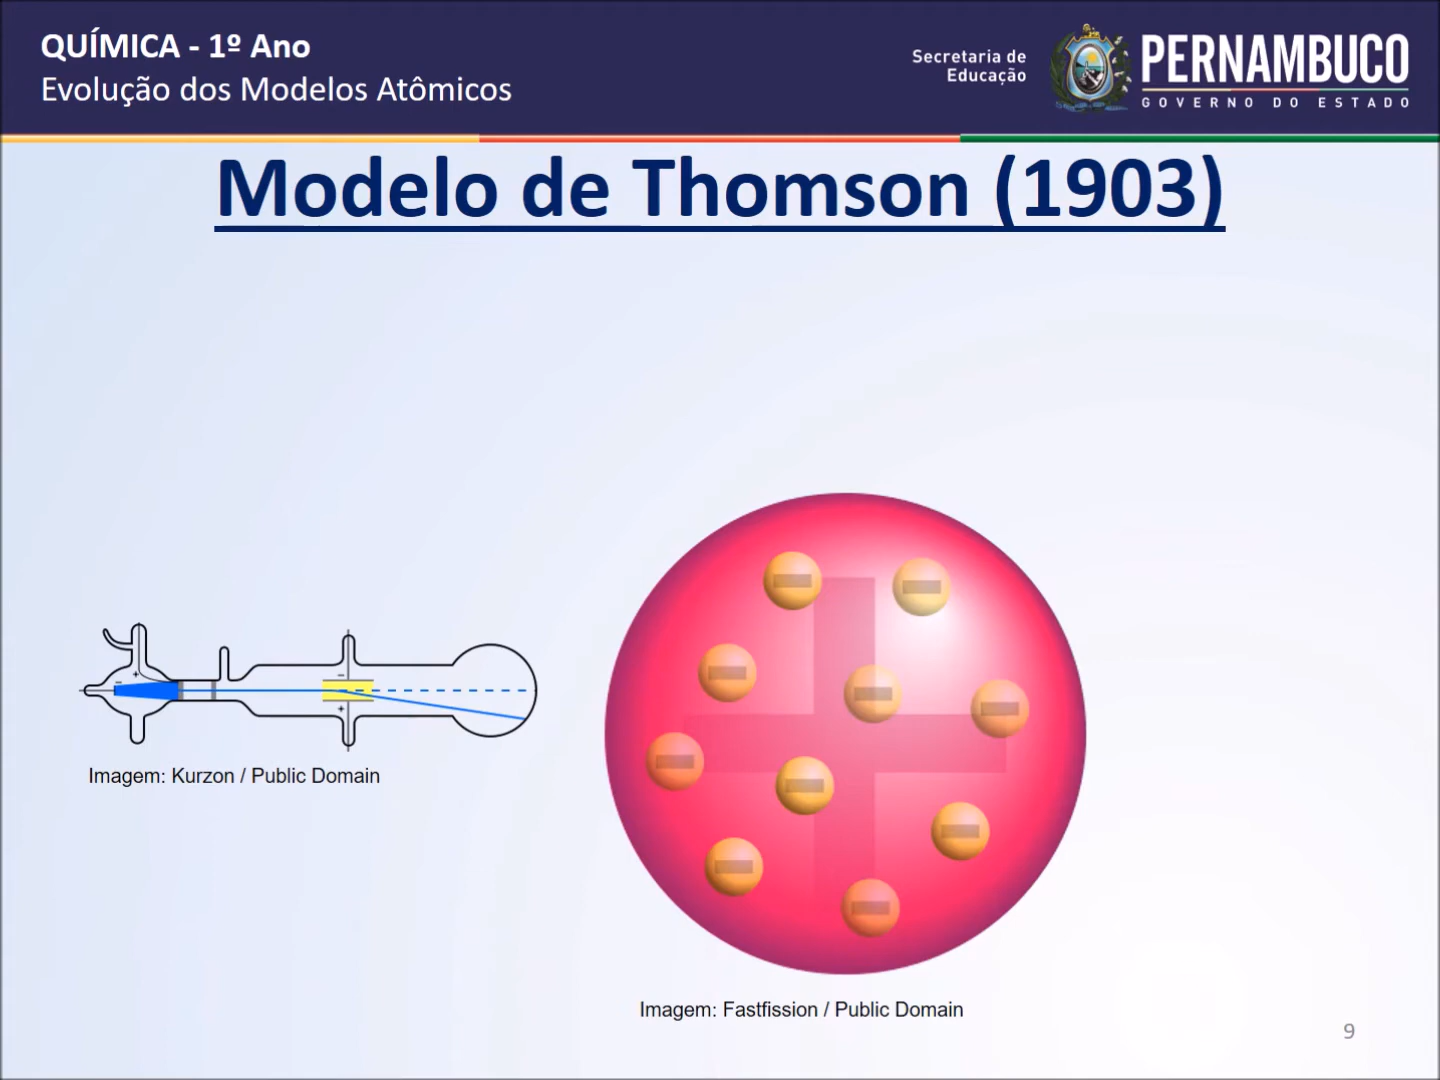 QUÍMICA - 1º Ano
Evolução dos Modelos Atômicos
Secretaria de
Educação
PERNAMBUCO
GOVERNO DO ESTADO
Modelo de Thomson (1903)
Imagem: Kurzon / Public Domain
Imagem: Fastfission / Public Domain
9